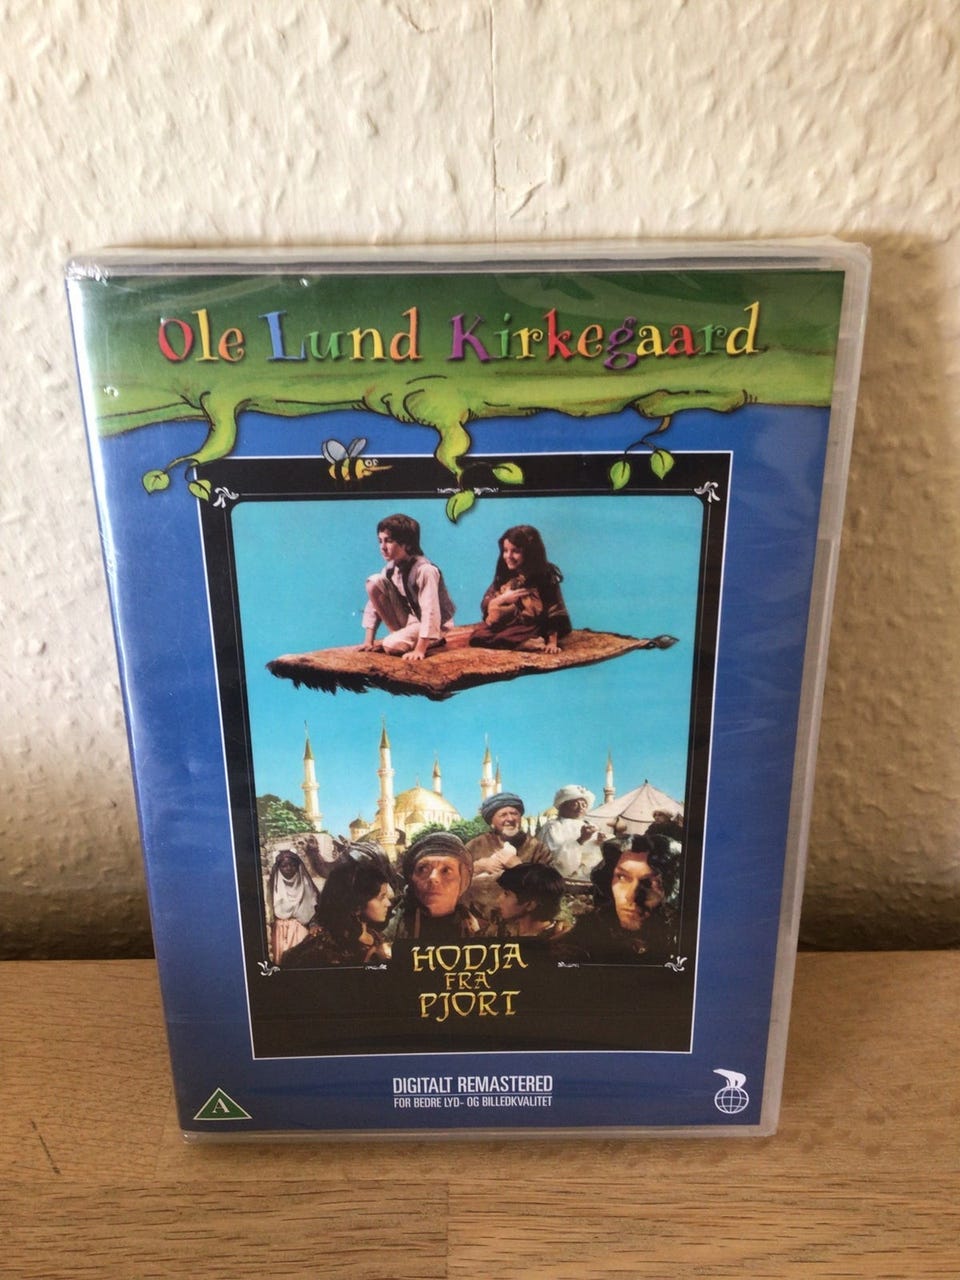 Ole Lund Kirkegaard
HODJA
FRA
PJORT
DIGITALT REMASTERED
FOR BEDRE LYD- OG BILLEDKVALITET
A